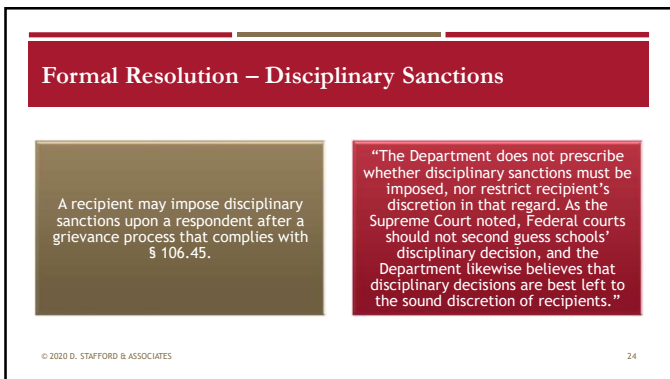 Formal Resolution – Disciplinary Sanctions
A recipient may impose disciplinary
sanctions upon a respondent after a
grievance process that complies with
§ 106.45.
“The Department does not prescribe
whether disciplinary sanctions must be
imposed, nor restrict recipient’s
discretion in that regard. As the
Supreme Court noted, Federal courts
should not second guess schools’
disciplinary decision, and the
Department likewise believes that
disciplinary decisions are best left to
the sound discretion of recipients.”
© 2020 D. STAFFORD & ASSOCIATES
24